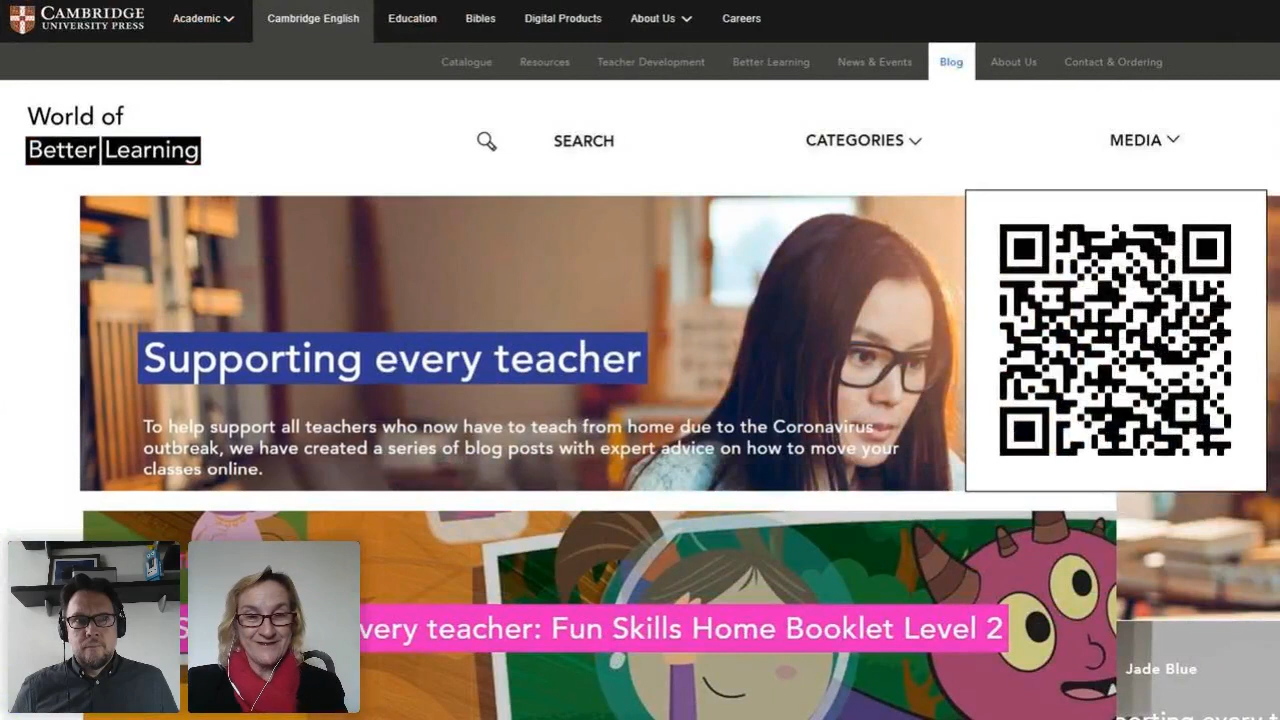 CAMBRIDGE
UNIVERSITY PRESS
Academic
Cambridge English
Education
Bibles
Digital Products
About Us
Careers
Catalogue
Resources
Teacher Development
Better Learning
News & Events
Blog
About Us
Contact & Ordering
World of
Better Learning
SEARCH
CATEGORIES
MEDIA
Supporting every teacher
To help support all teachers who now have to teach from home due to the Coronavirus
outbreak, we have created a series of blog posts with expert advice on how to move your
classes online.
very teacher: Fun Skills Home Booklet Level 2
Jade Blue